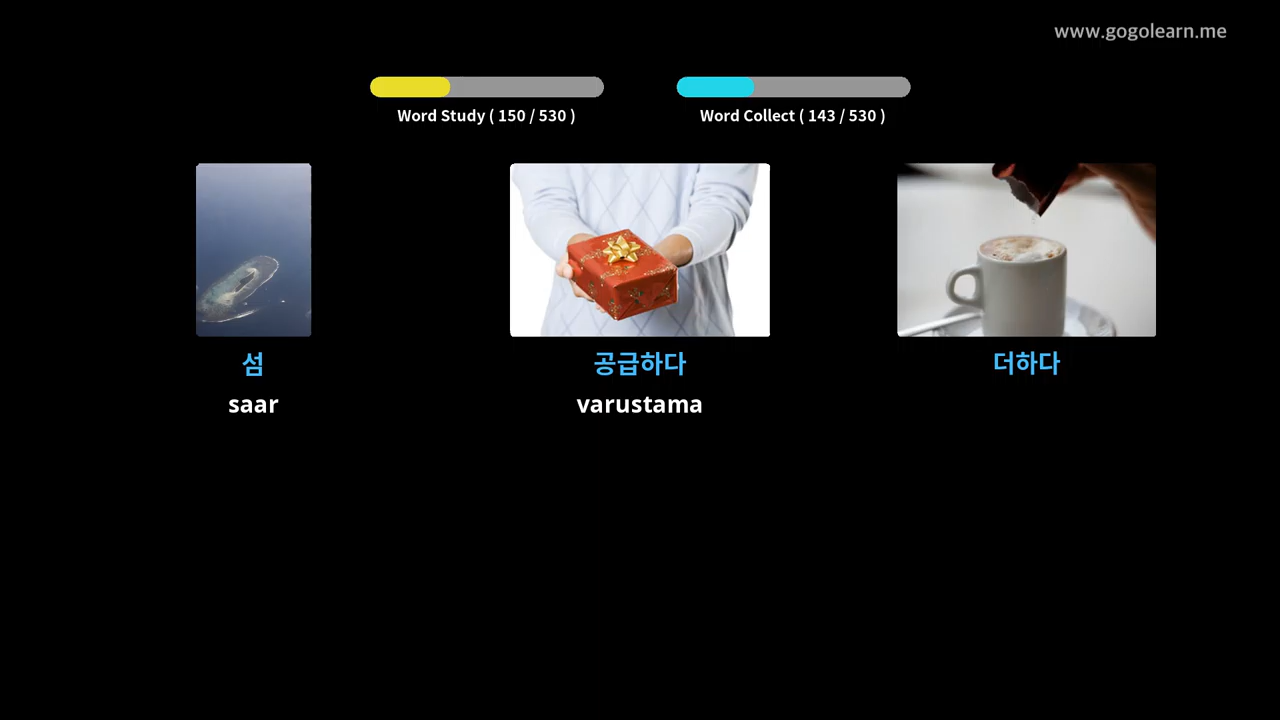 www.gogolearn.me
Word Study ( 150 / 530 )
Word Collect ( 143 / 530 )
섬
공급하다
더하다
saar
varustama